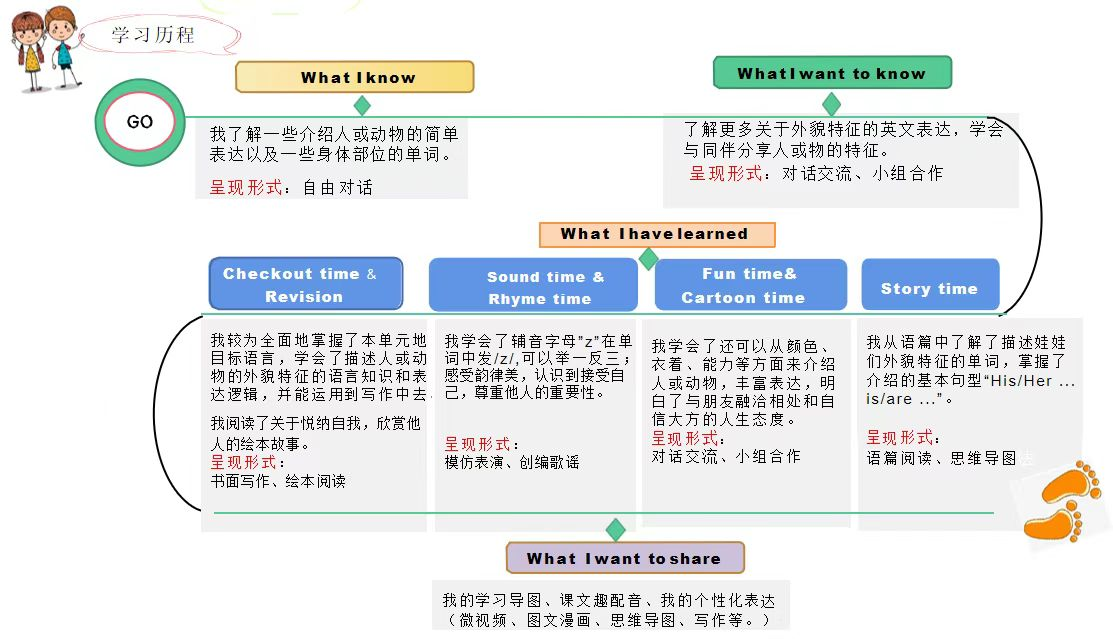 学习历程
GO
What I know
我了解一些介绍人或动物的简单
表达以及一些身体部位的单词。
呈现形式：自由对话
What I want to know
了解更多关于外貌特征的英文表达，学会
与同伴分享人或物的特征。
呈现形式：对话交流、小组合作
What I have learned
Story time
我从语篇中了解了描述娃娃
们外貌特征的单词，掌握了
介绍的基本句型“His/Her ...
is/are ...”。
呈现形式：
语篇阅读、思维导图
Fun time&
Cartoon time
我学会了还可以从颜色、
衣着、能力等方面来介绍
人或动物，丰富表达，明
白了与朋友融洽相处和自
信大方的人生态度。
呈现形式：
对话交流、小组合作
Sound time &
Rhyme time
我学会了辅音字母”z”在单
词中发/z/,可以举一反三；
感受韵律美，认识到接受自
己，尊重他人的重要性。
呈现形式：
模仿表演、创编歌谣
Checkout time &
Revision
我较为全面地掌握了本单元地
目标语言，学会了描述人或动
物的外貌特征的语言知识和表
达逻辑，并能运用到写作中去
我阅读了关于悦纳自我，欣赏他
人的绘本故事。
呈现形式：
书面写作、绘本阅读
What I want to share
我的学习导图、课文趣配音、我的个性化表达
（微视频、图文漫画、思维导图、写作等。）